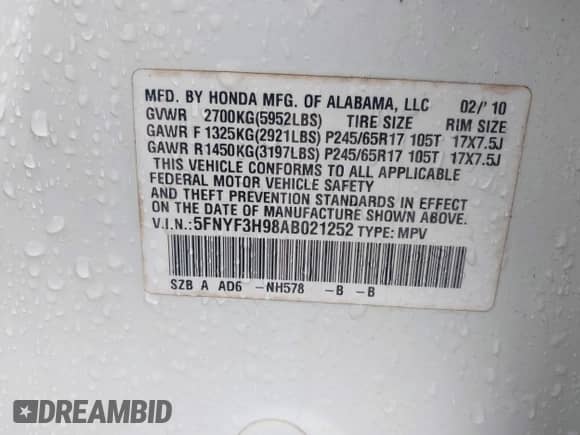 MFD. BY HONDA MFG. OF ALABAMA, LLC 02/'10
GVWR 2700KG(5952LBS) TIRE SIZE RIM SIZE
GAWR F 1325KG(2921LBS) P245/65R17 105T 17X7.5J
GAWR R1450KG(3197LBS) P245/65R17 105T 17X7.5J
THIS VEHICLE CONFORMS TO ALL APPLICABLE
FEDERAL MOTOR VEHICLE SAFETY
AND THEFT PREVENTION STANDARDS IN EFFECT
ON THE DATE OF MANUFACTURE SHOWN ABOVE.
V.I.N.:5FNYF3H98AB021252 TYPE: MPV
SZB A AD6 -NH578 -B -B
DREAMBID